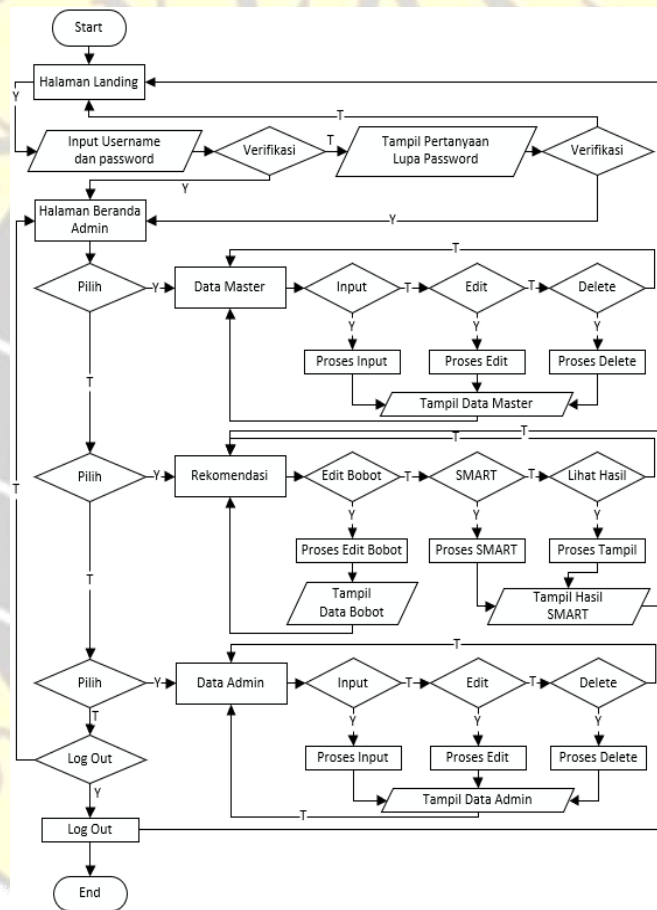 Start
Halaman Landing
Y
T
Input Username
dan password
Verifikasi
T
Tampil Pertanyaan
Lupa Password
Verifikasi
Y
Halaman Beranda
Admin
Y
T
Pilih
Y
Data Master
Input
T
Edit
T
Delete
Y
Y
Y
Proses Input
Proses Edit
Proses Delete
T
Tampil Data Master
T
T
Pilih
Y
Rekomendasi
Edit Bobot
T
SMART
T
Lihat Hasil
T
Y
Y
Y
Proses Edit Bobot
Proses SMART
Proses Tampil
T
Tampil
Data Bobot
Tampil Hasil
SMART
T
Pilih
Y
Data Admin
Input
T
Edit
T
Delete
T
Y
Y
Y
Log Out
Proses Input
Proses Edit
Proses Delete
Y
Tampil Data Admin
T
Log Out
End